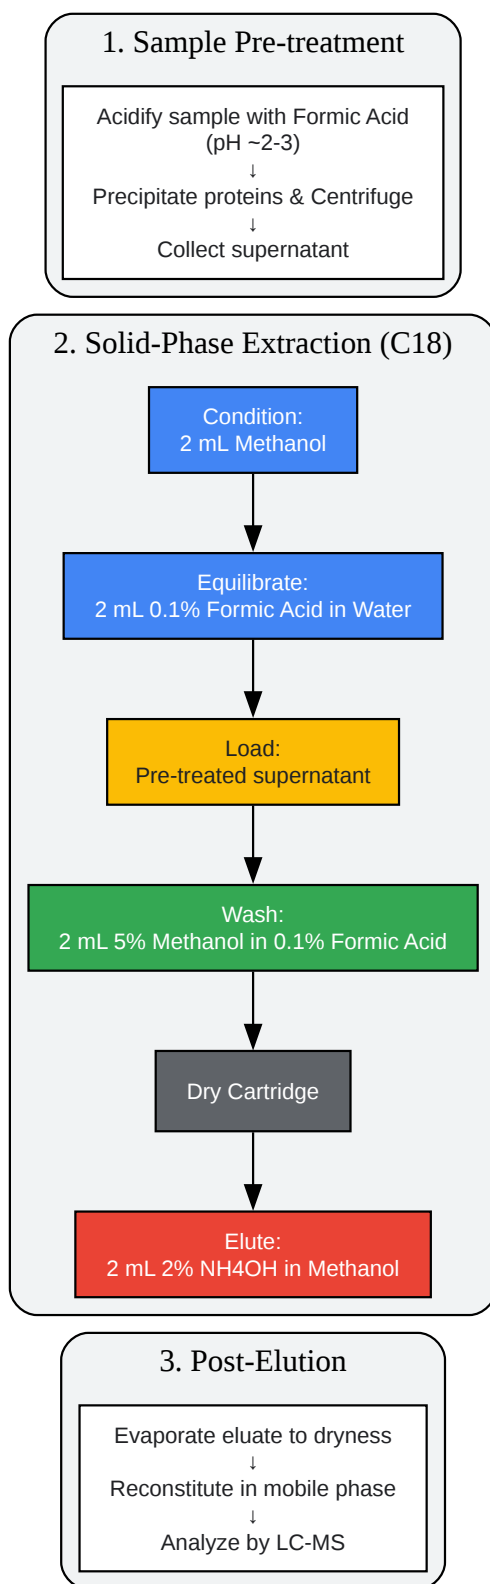 1. Sample Pre-treatment
Acidify sample with Formic Acid
(pH ~2-3)
↓
Precipitate proteins & Centrifuge
↓
Collect supernatant
2. Solid-Phase Extraction (C18)
Condition:
2 mL Methanol
Equilibrate:
2 mL 0.1% Formic Acid in Water
Load:
Pre-treated supernatant
Wash:
2 mL 5% Methanol in 0.1% Formic Acid
Dry Cartridge
Elute:
2 mL 2% NH4OH in Methanol
3. Post-Elution
Evaporate eluate to dryness
↓
Reconstitute in mobile phase
↓
Analyze by LC-MS